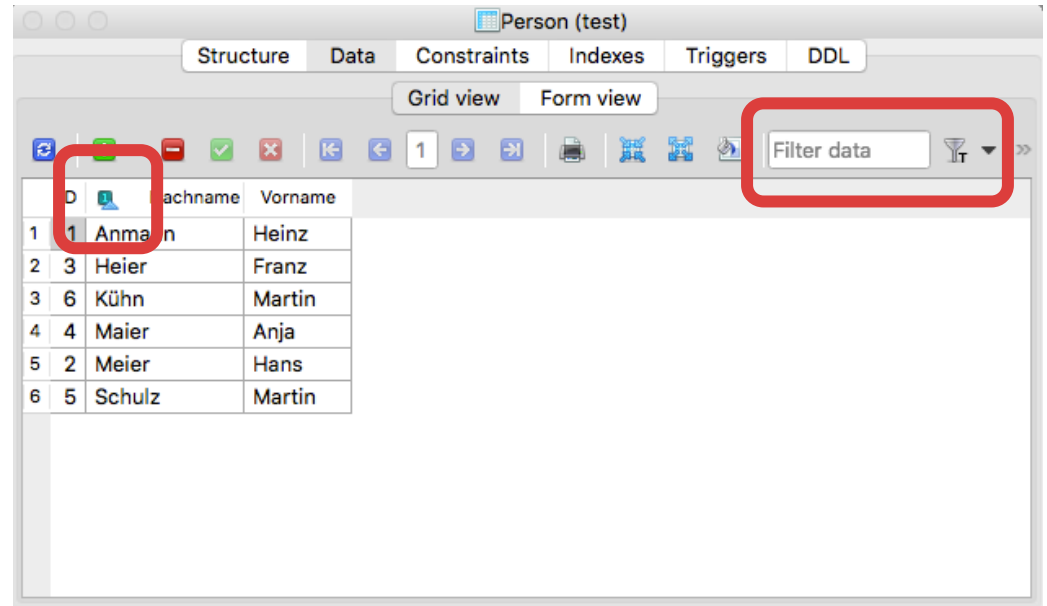 Person (test)
Structure Data Constraints Indexes Triggers DDL
Grid view Form view
1 Filter data T
D 1 achname Vorname
1 1 Anmann Heinz
2 3 Heier Franz
3 6 Kühn Martin
4 4 Maier Anja
5 2 Meier Hans
6 5 Schulz Martin